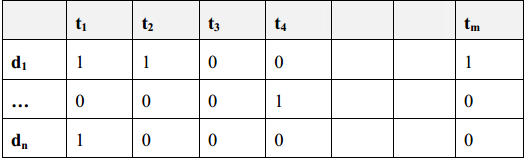 t₁ t₂ t₃ t₄ tₘ
d₁ 1 1 0 0 1
... 0 0 0 1 0
dₙ 1 0 0 0 0